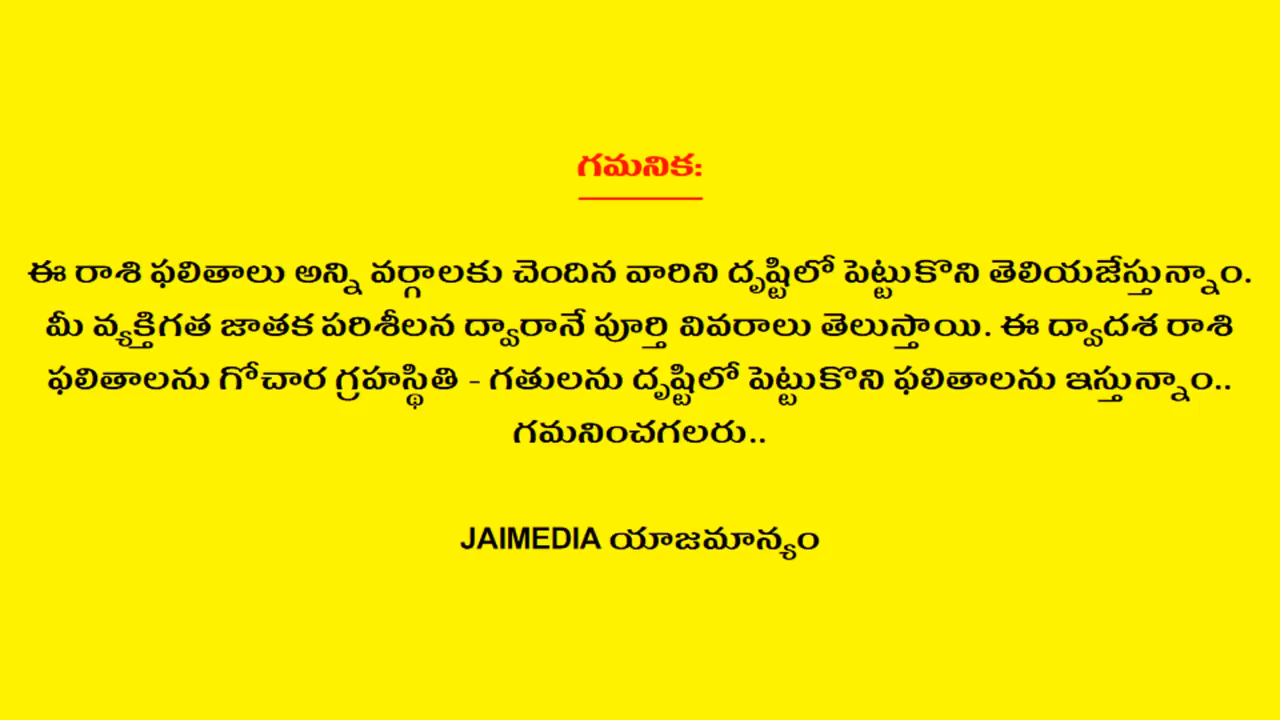 గమనిక:
ఈ రాశి ఫలితాలు అన్ని వర్గాలకు చెందిన వారిని దృష్టిలో పెట్టుకొని తెలియజేస్తున్నాం.
మీ వ్యక్తిగత జాతక పరిశీలన ద్వారానే పూర్తి వివరాలు తెలుస్తాయి. ఈ ద్వాదశ రాశి
ఫలితాలను గోచార గ్రహస్థితి - గతులను దృష్టిలో పెట్టుకొని ఫలితాలను ఇస్తున్నాం..
గమనించగలరు..
JAIMEDIA యాజమాన్యం